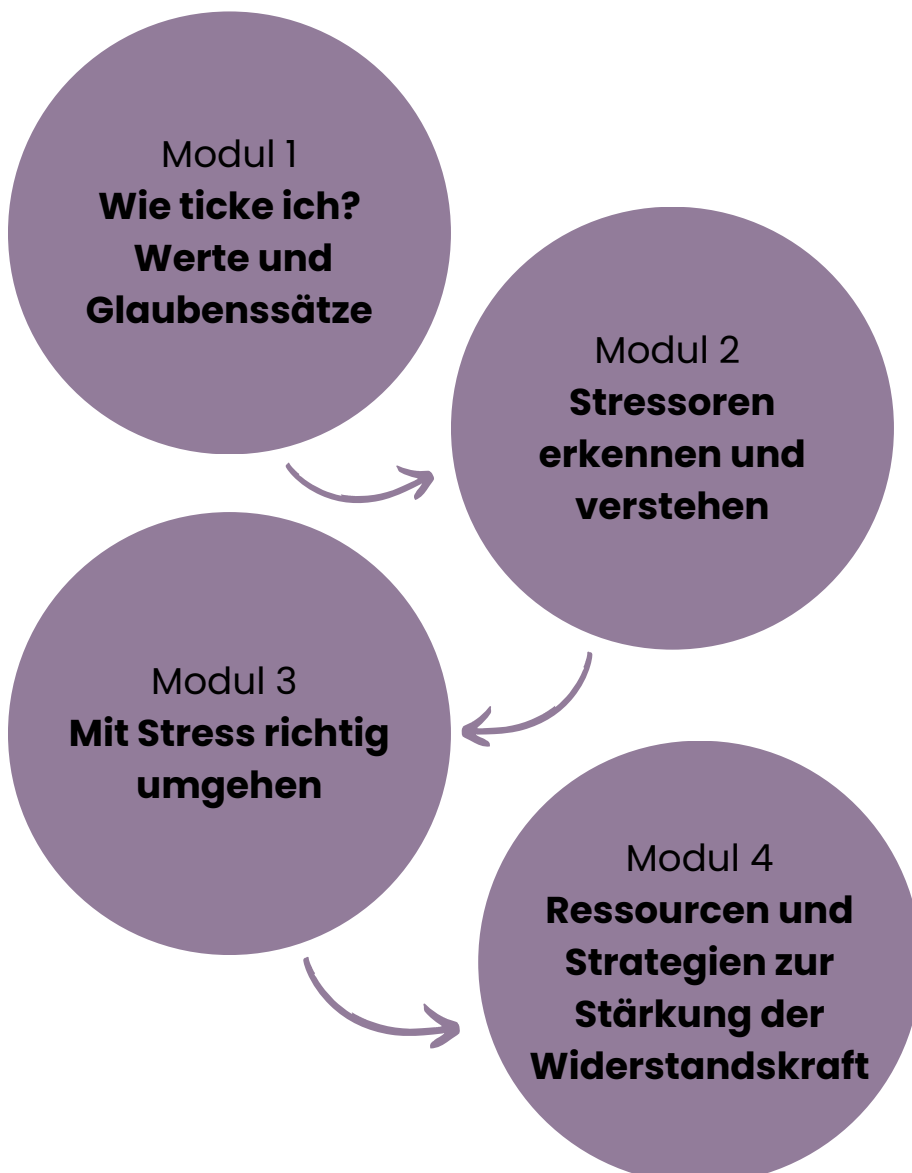 Modul 1
Wie ticke ich?
Werte und
Glaubenssätze
Modul 2
Stressoren
erkennen und
verstehen
Modul 3
Mit Stress richtig
umgehen
Modul 4
Ressourcen und
Strategien zur
Stärkung der
Widerstandskraft